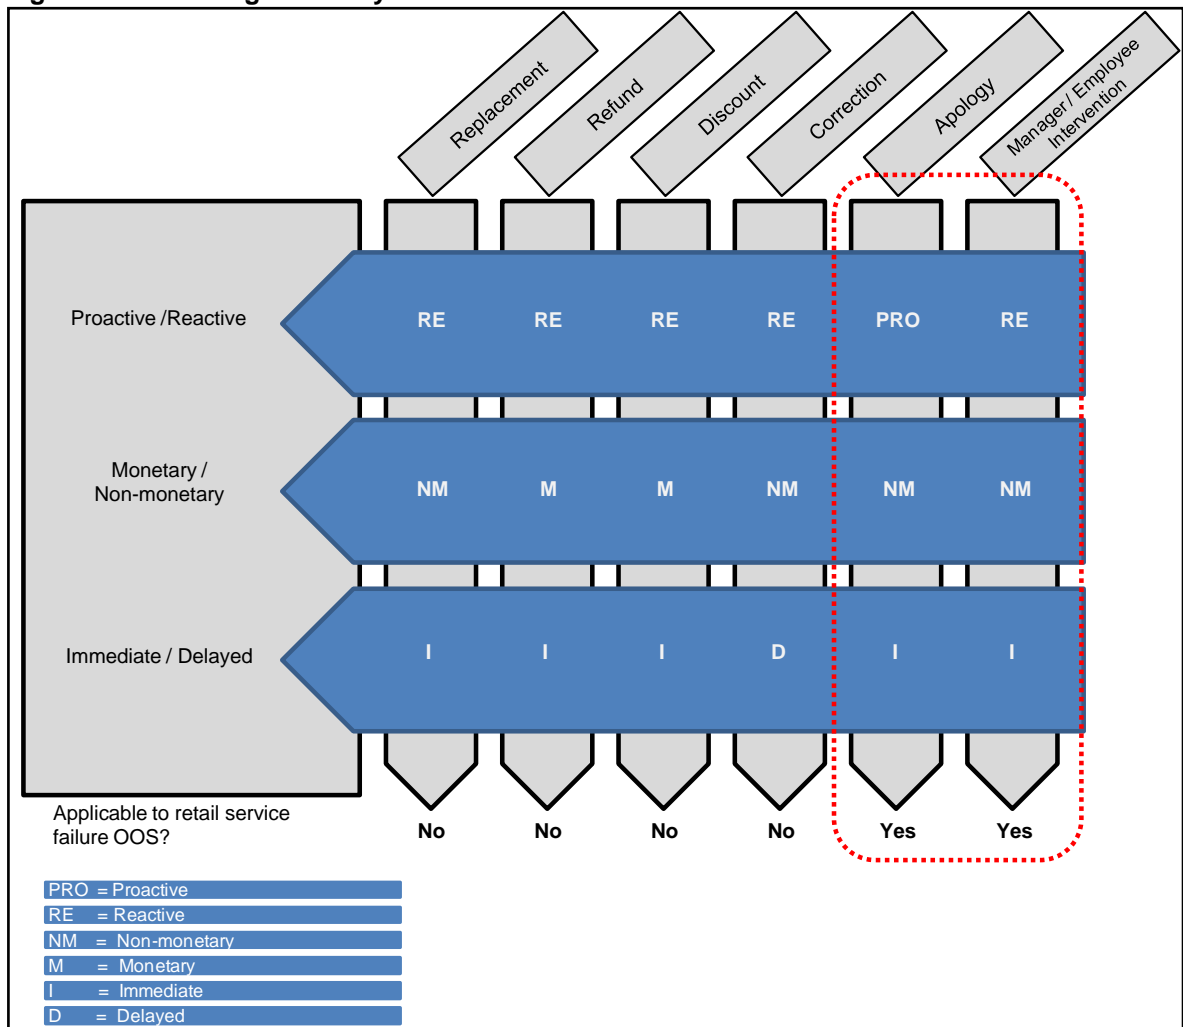 Replacement
Refund
Discount
Correction
Apology
Manager / Employee
Intervention
Proactive /Reactive
RE
RE
RE
RE
PRO
RE
Monetary /
Non-monetary
NM
M
M
NM
NM
NM
Immediate / Delayed
I
I
I
D
I
I
Applicable to retail service
failure OOS?
No
No
No
No
Yes
Yes
PRO = Proactive
RE = Reactive
NM = Non-monetary
M = Monetary
I = Immediate
D = Delayed